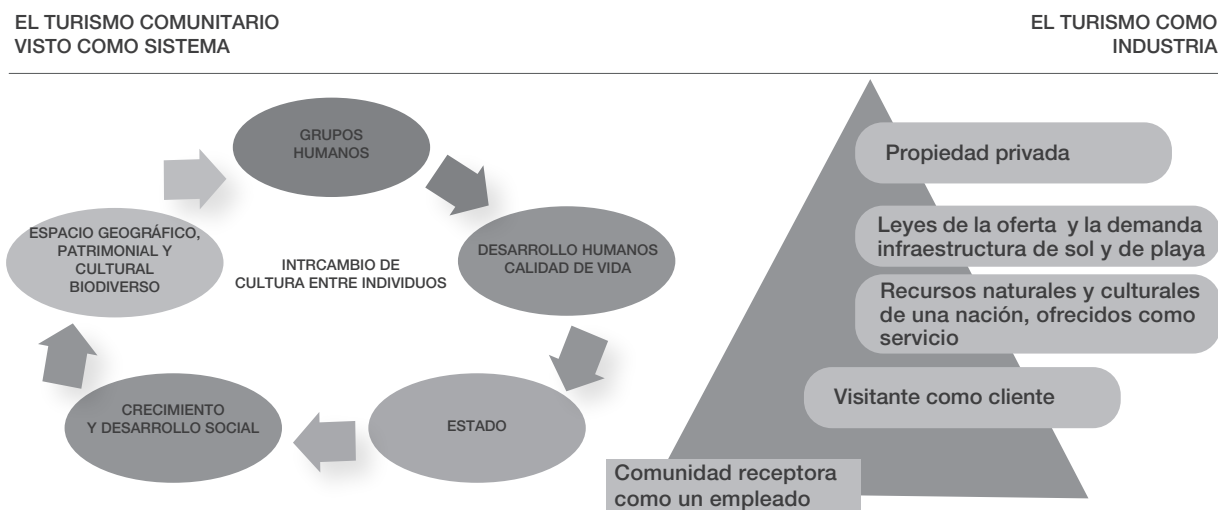 EL TURISMO COMUNITARIO
VISTO COMO SISTEMA
EL TURISMO COMO
INDUSTRIA
GRUPOS
HUMANOS
DESARROLLO HUMANOS
CALIDAD DE VIDA
ESTADO
CRECIMIENTO
Y DESARROLLO SOCIAL
ESPACIO GEOGRÁFICO,
PATRIMONIAL Y
CULTURAL
BIODIVERSO
INTRCAMBIO DE
CULTURA ENTRE INDIVIDUOS
Propiedad privada
Leyes de la oferta y la demanda
infraestructura de sol y de playa
Recursos naturales y culturales
de una nación, ofrecidos como
servicio
Visitante como cliente
Comunidad receptora
como un empleado